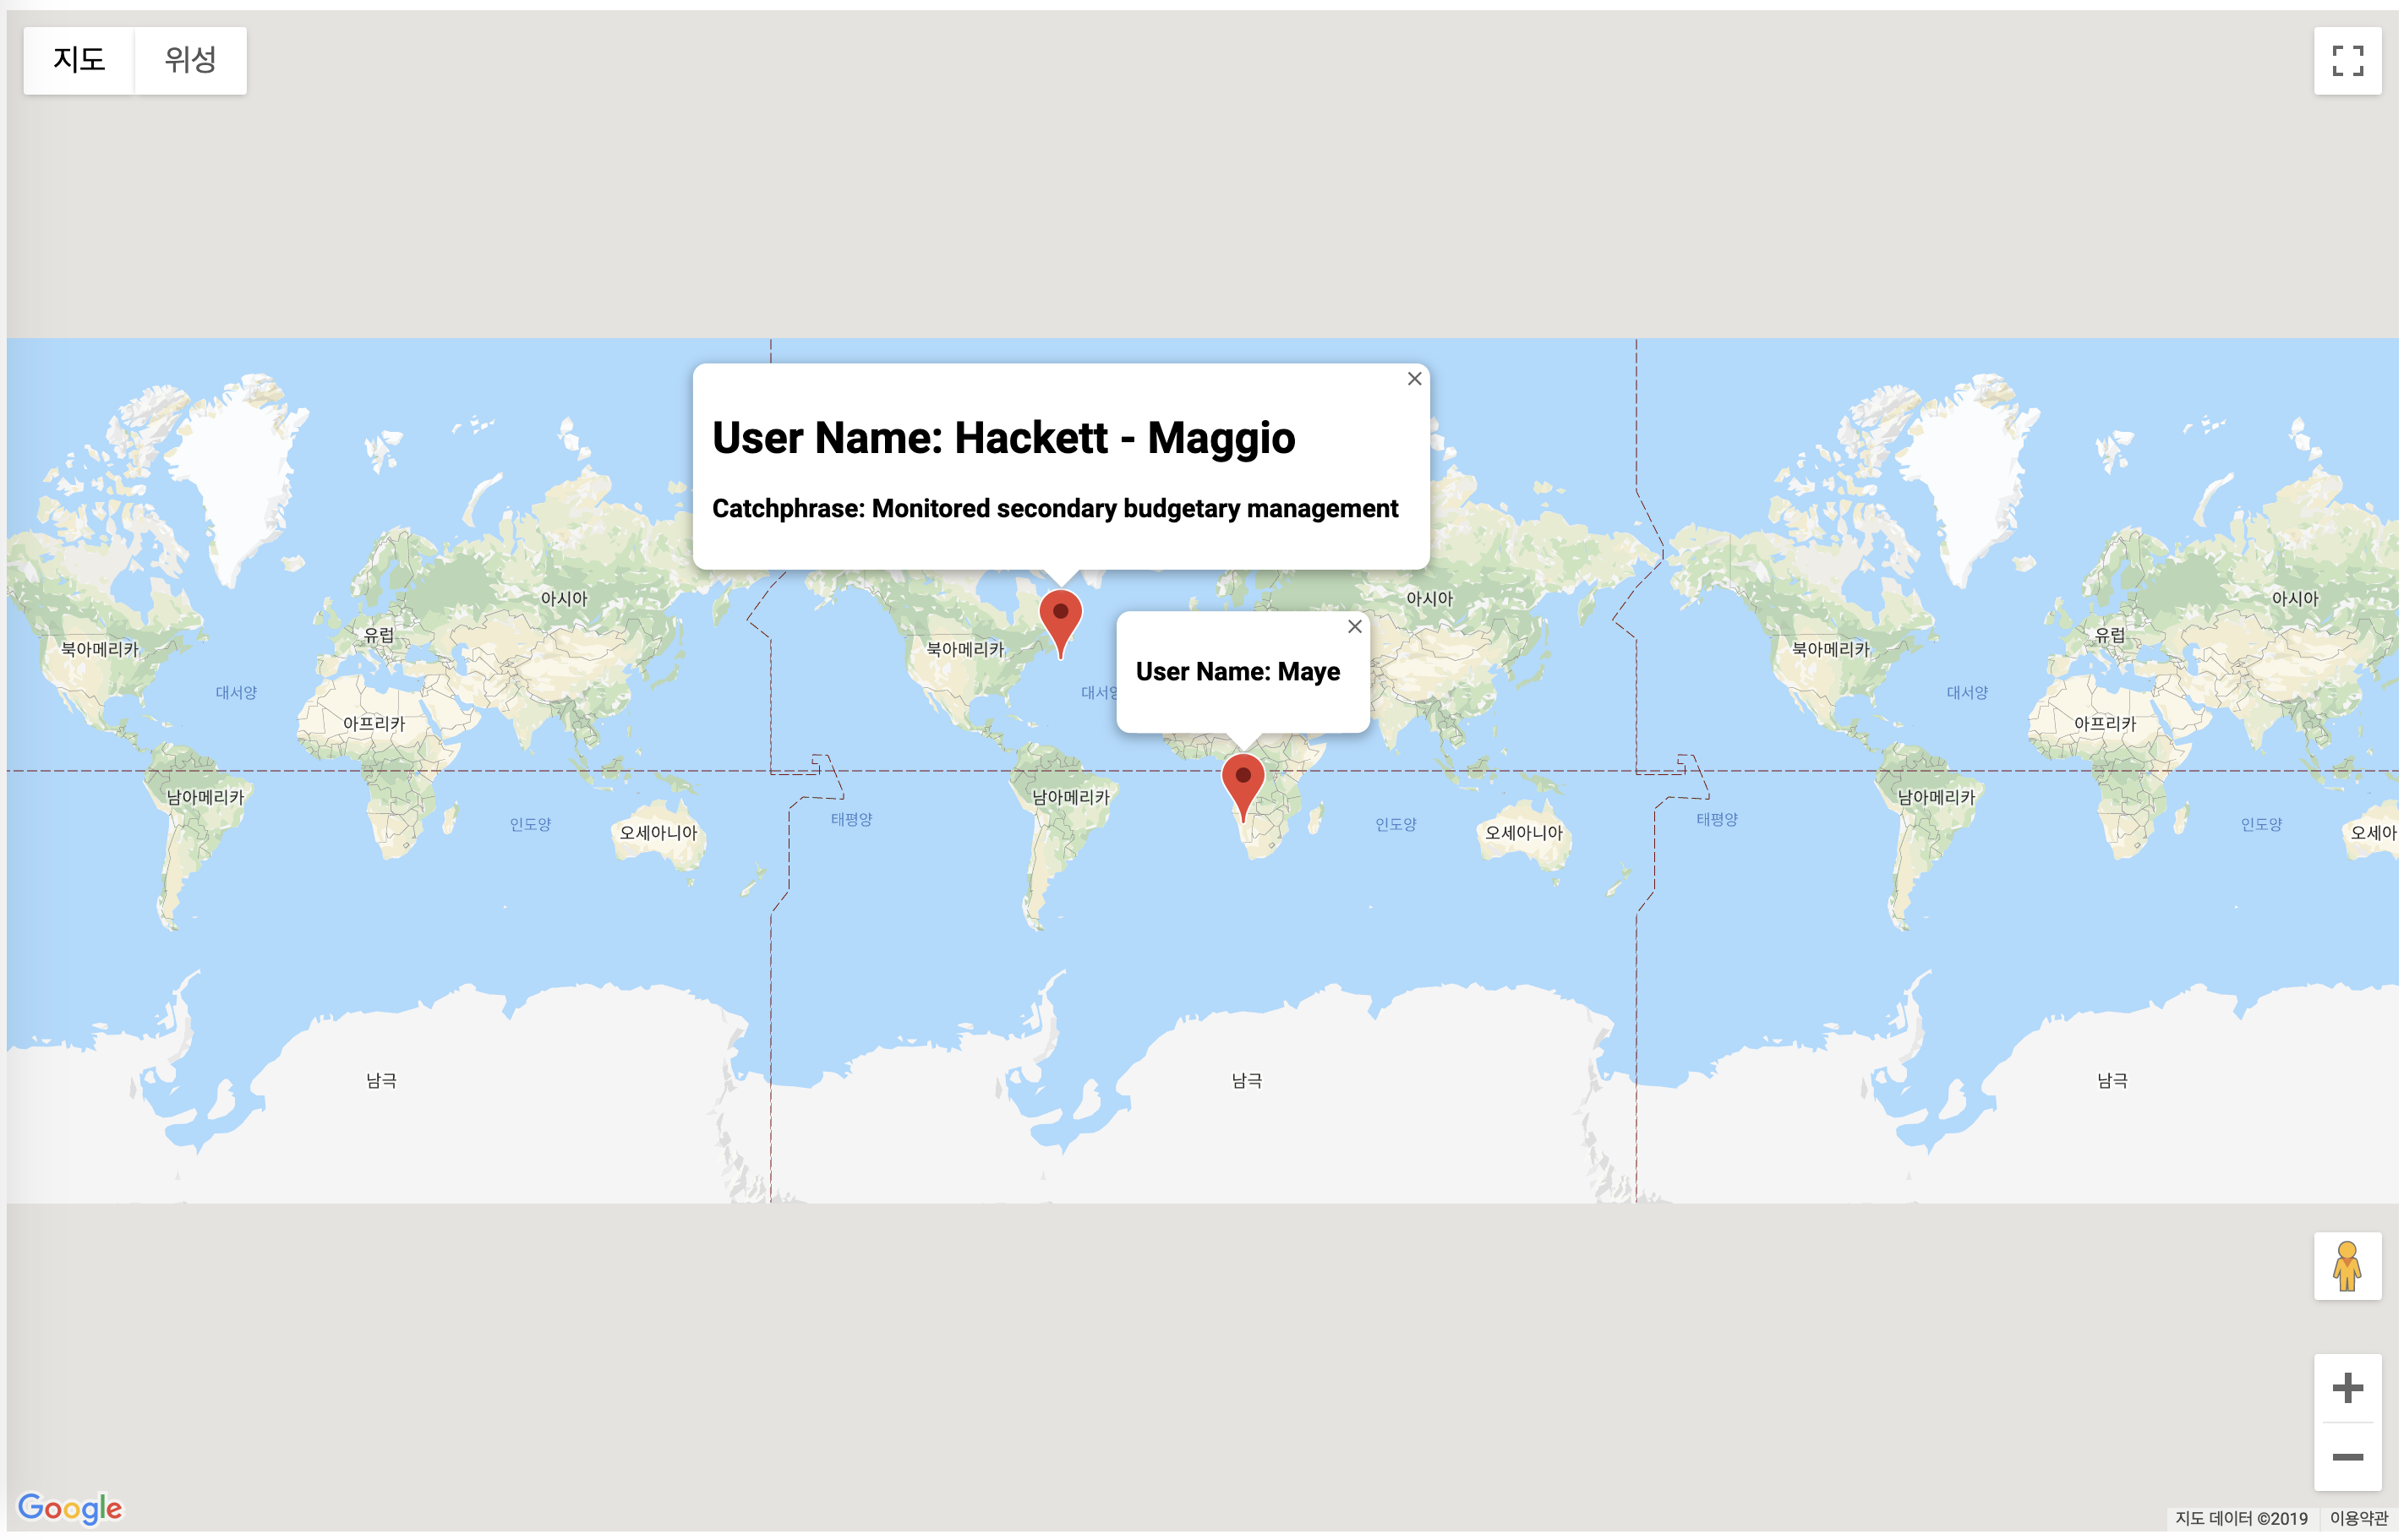 지도 위성
User Name: Hackett - Maggio
Catchphrase: Monitored secondary budgetary management
User Name: Maye
아시아
아시아
아시아
유럽
유럽
북아메리카
북아메리카
북아메리카
대서양
대서양
대서양
아프리카
아프리카
남아메리카
남아메리카
남아메리카
인도양
인도양
인도양
태평양
태평양
오세아니아
오세아니아
오세아
남극
남극
남극
Google
지도 데이터 ©2019 이용약관